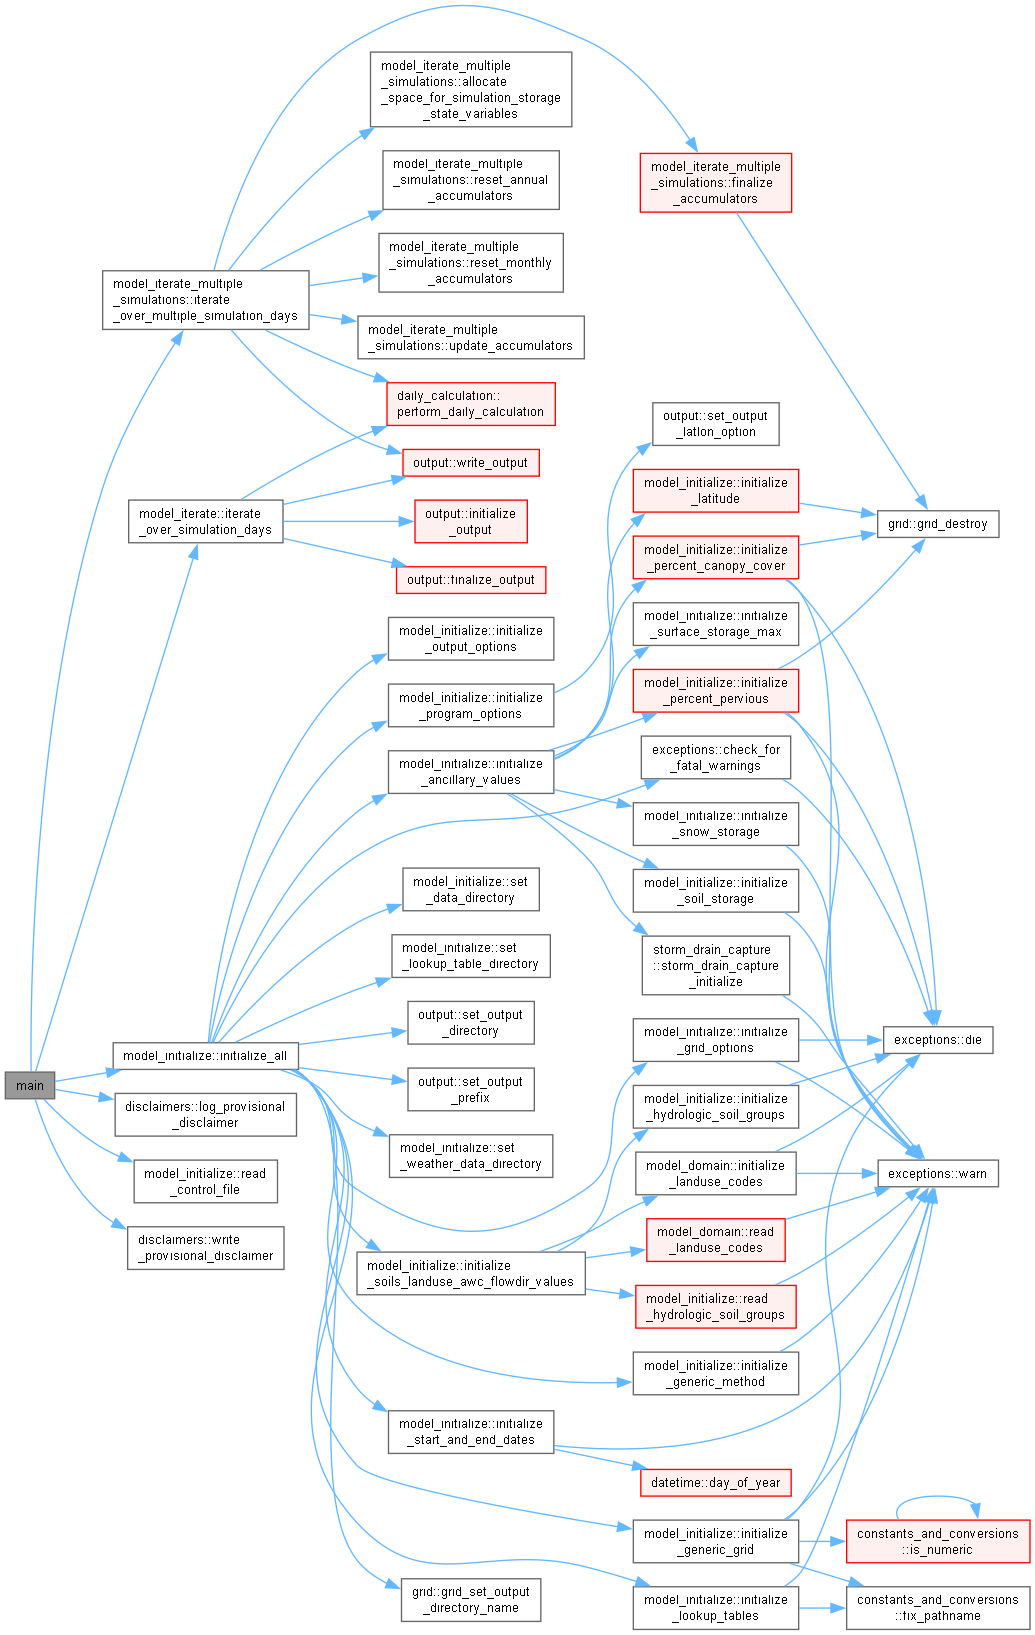 model_iterate_multiple
_simulations::allocate
_space_for_simulation_storage
_state_variables
model_iterate_multiple
_simulations::reset_annual
_accumulators
model_iterate_multiple
_simulations::finalize
_accumulators
model_iterate_multiple
_simulations::reset_monthly
_accumulators
model_iterate_multiple
_simulations::iterate
_over_multiple_simulation_days
model_iterate_multiple
_simulations::update_accumulators
daily_calculation::
perform_daily_calculation
output::set_output
_latlon_option
output::write_output
model_initialize::initialize
_latitude
model_iterate::iterate
_over_simulation_days
output::initialize
_output
grid::grid_destroy
model_initialize::initialize
_percent_canopy_cover
output::finalize_output
model_initialize::initialize
_surface_storage_max
model_initialize::initialize
_output_options
model_initialize::initialize
_percent_pervious
model_initialize::initialize
_program_options
exceptions::check_for
_fatal_warnings
model_initialize::initialize
_ancillary_values
model_initialize::initialize
_snow_storage
model_initialize::set
_data_directory
model_initialize::initialize
_soil_storage
model_initialize::set
_lookup_table_directory
storm_drain_capture
::storm_drain_capture
_initialize
output::set_output
_directory
model_initialize::initialize
_grid_options
exceptions::die
model_initialize::initialize_all
main
output::set_output
_prefix
model_initialize::initialize
_hydrologic_soil_groups
disclaimers::log_provisional
_disclaimer
model_initialize::set
_weather_data_directory
model_domain::initialize
_landuse_codes
exceptions::warn
model_initialize::read
_control_file
disclaimers::write
_provisional_disclaimer
model_domain::read
_landuse_codes
model_initialize::initialize
_soils_landuse_awc_flowdir_values
model_initialize::read
_hydrologic_soil_groups
model_initialize::initialize
_generic_method
model_initialize::initialize
_start_and_end_dates
datetime::day_of_year
model_initialize::initialize
_generic_grid
constants_and_conversions
::is_numeric
grid::grid_set_output
_directory_name
model_initialize::initialize
_lookup_tables
constants_and_conversions
::fix_pathname